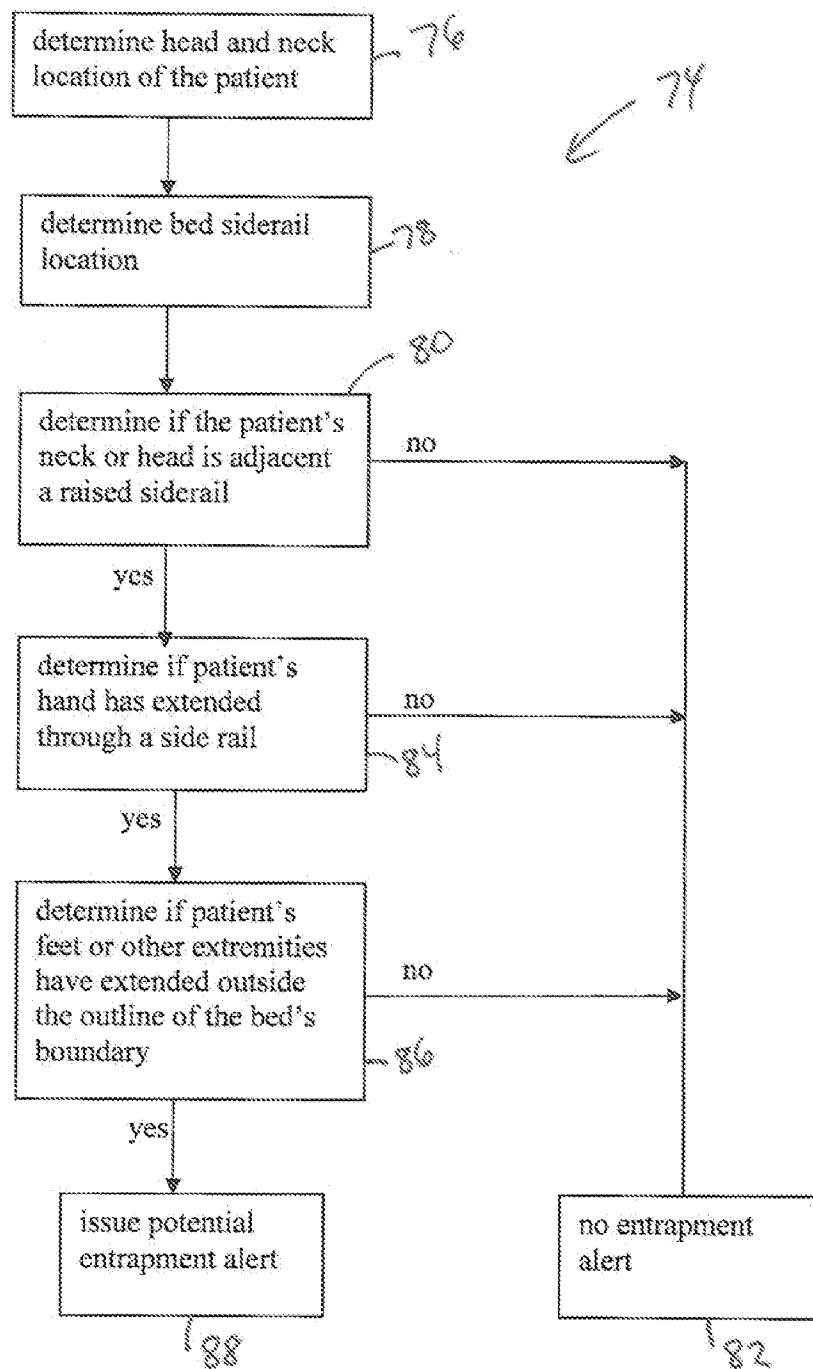 determine head and neck
location of the patient
76
74
determine bed siderail
location
78
80
determine if the patient's
neck or head is adjacent
a raised siderail
no
yes
determine if patient's
hand has extended
through a side rail
no
84
yes
determine if patient's
feet or other extremities
have extended outside
the outline of the bed's
boundary
no
86
yes
issue potential
entrapment alert
88
no entrapment
alert
82